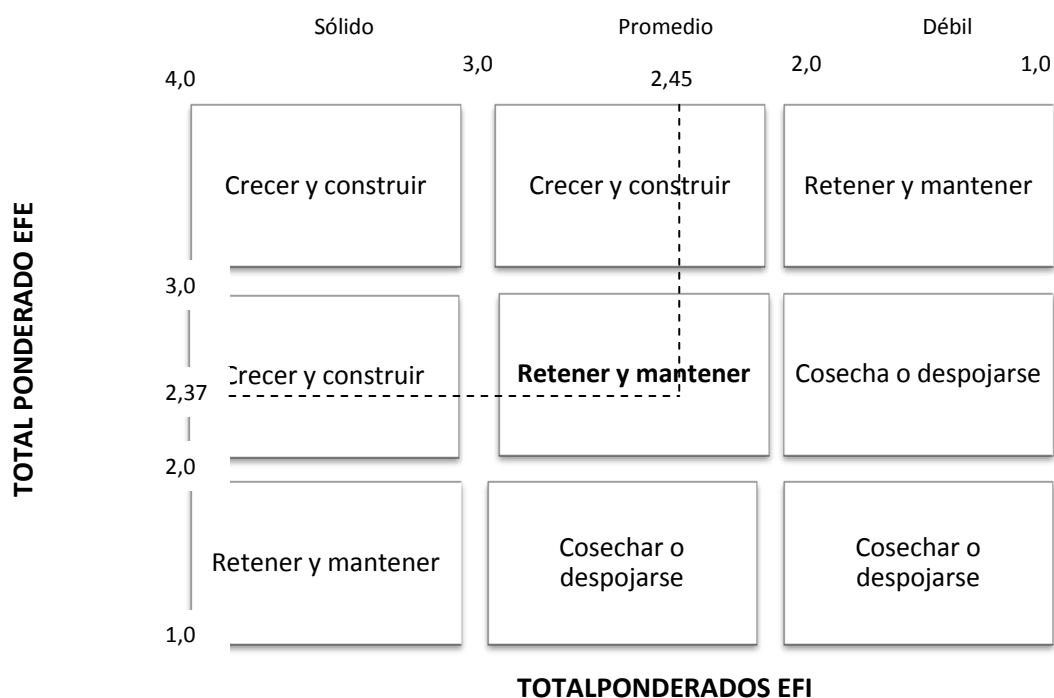 Sólido
Promedio
Débil
4,0
3,0
2,45
2,0
1,0
TOTAL PONDERADO EFE
Crecer y construir
Crecer y construir
Retener y mantener
3,0
Crecer y construir
Retener y mantener
Cosecha o despojarse
2,37
2,0
Retener y mantener
Cosechar o
despojarse
Cosechar o
despojarse
1,0
TOTALPONDERADOS EFI